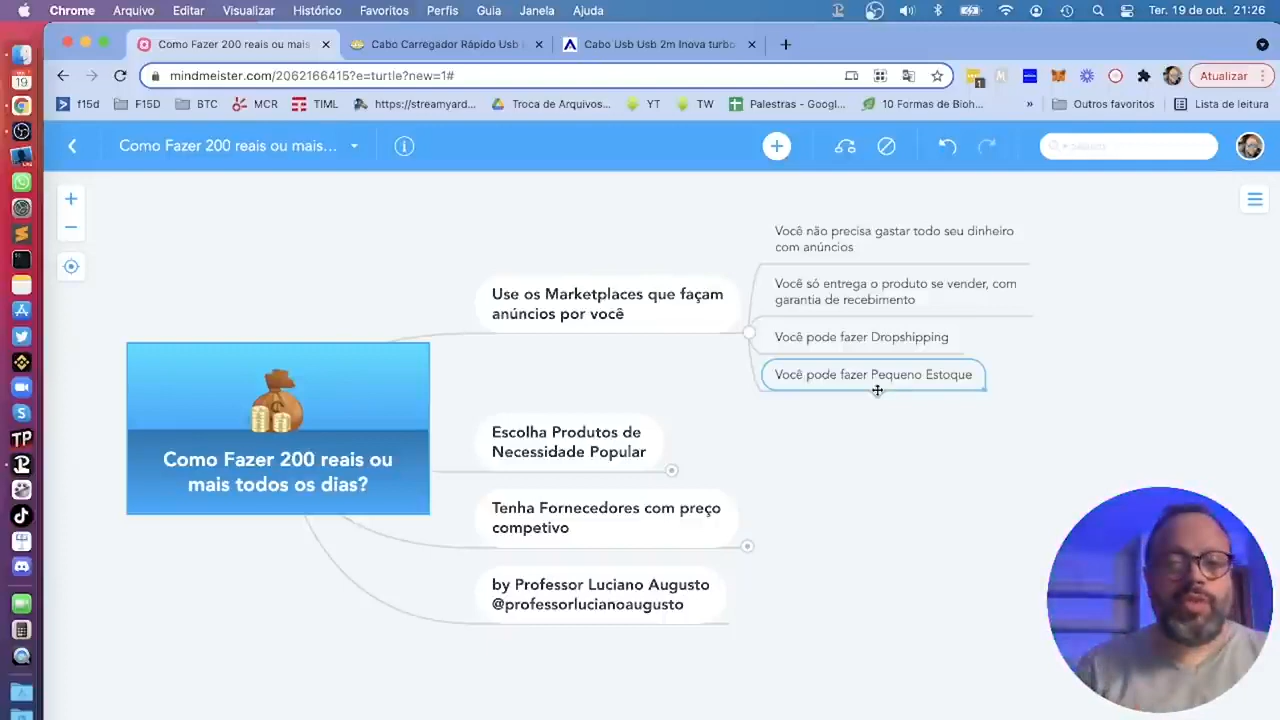 Chrome Arquivo Editar Visualizar Histórico Favoritos Perfis Guia Janela Ajuda Ter. 19 de out. 21:26
Como Fazer 200 reais ou mais Cabo Carregador Rápido Usb Cabo Usb Usb 2m Inova turbo
mindmeister.com/2062166415?e=turtle?new=1# Atualizar
f15d F15D BTC MCR TIML https://streamyard... Troca de Arquivos... YT TW Palestras - Googl... 10 Formas de Bioh... » Outros favoritos Lista de leitura
Como Fazer 200 reais ou mais...
Você não precisa gastar todo seu dinheiro
com anúncios
Você só entrega o produto se vender, com
garantia de recebimento
Use os Marketplaces que façam
anúncios por você
Você pode fazer Dropshipping
Você pode fazer Pequeno Estoque
Como Fazer 200 reais ou
mais todos os dias?
Escolha Produtos de
Necessidade Popular
Tenha Fornecedores com preço
competivo
by Professor Luciano Augusto
@professorlucianoaugusto